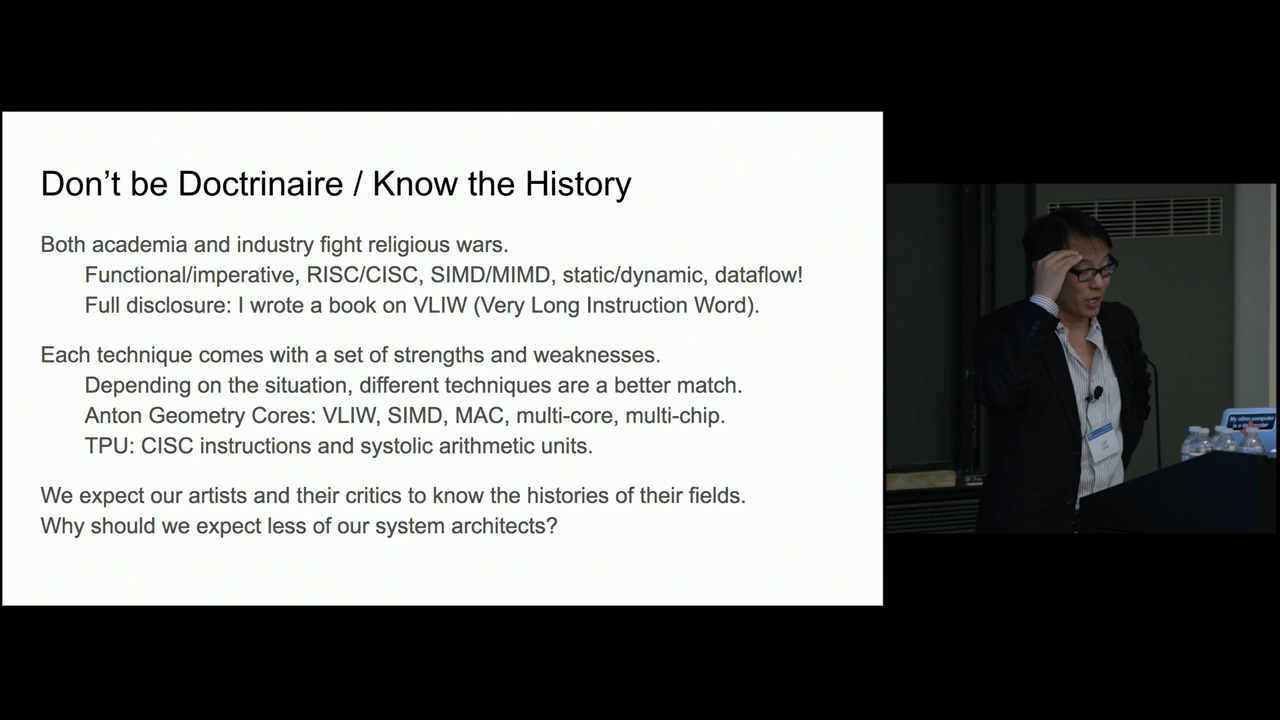 Don't be Doctrinaire / Know the History
Both academia and industry fight religious wars.
Functional/imperative, RISC/CISC, SIMD/MIMD, static/dynamic, dataflow!
Full disclosure: I wrote a book on VLIW (Very Long Instruction Word).
Each technique comes with a set of strengths and weaknesses.
Depending on the situation, different techniques are a better match.
Anton Geometry Cores: VLIW, SIMD, MAC, multi-core, multi-chip.
TPU: CISC instructions and systolic arithmetic units.
We expect our artists and their critics to know the histories of their fields.
Why should we expect less of our system architects?
My other computer
is a